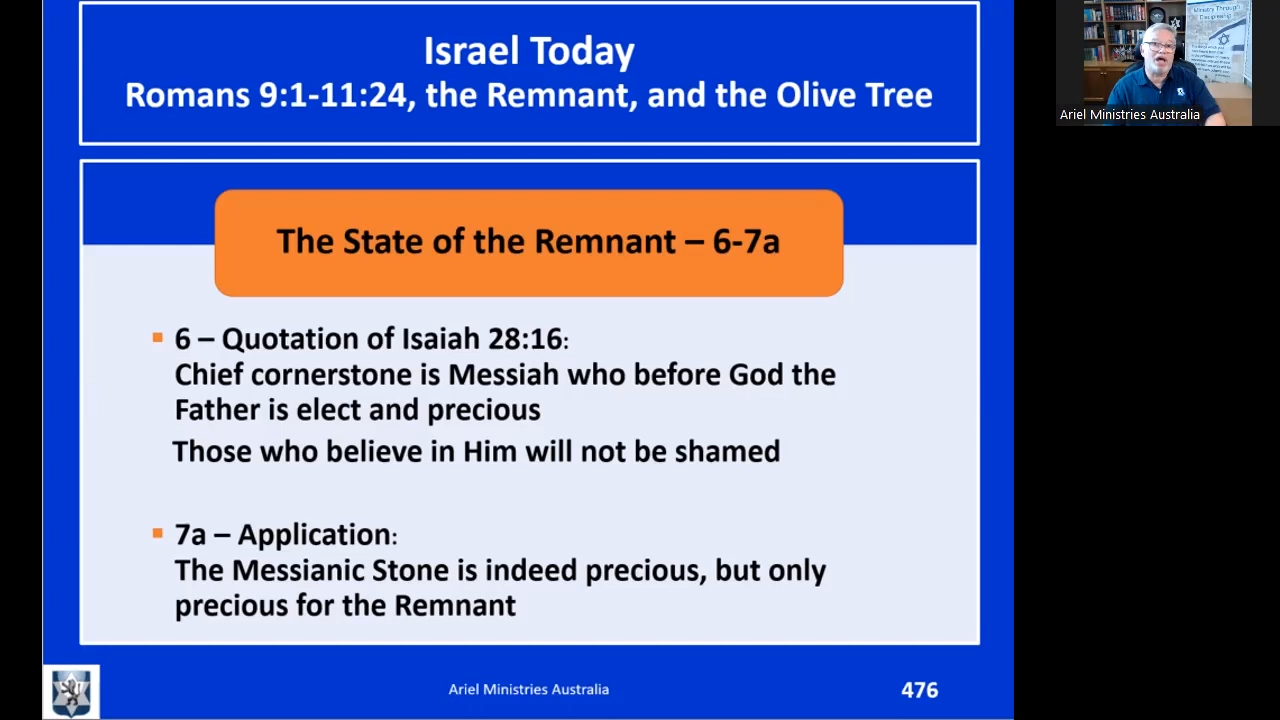 Israel Today
Romans 9:1-11:24, the Remnant, and the Olive Tree
The State of the Remnant – 6-7a
▪ 6 – Quotation of Isaiah 28:16:
Chief cornerstone is Messiah who before God the
Father is elect and precious
Those who believe in Him will not be shamed
▪ 7a – Application:
The Messianic Stone is indeed precious, but only
precious for the Remnant
Ariel Ministries Australia
476
Ministry Through
Discipleship
Ariel Ministries Australia